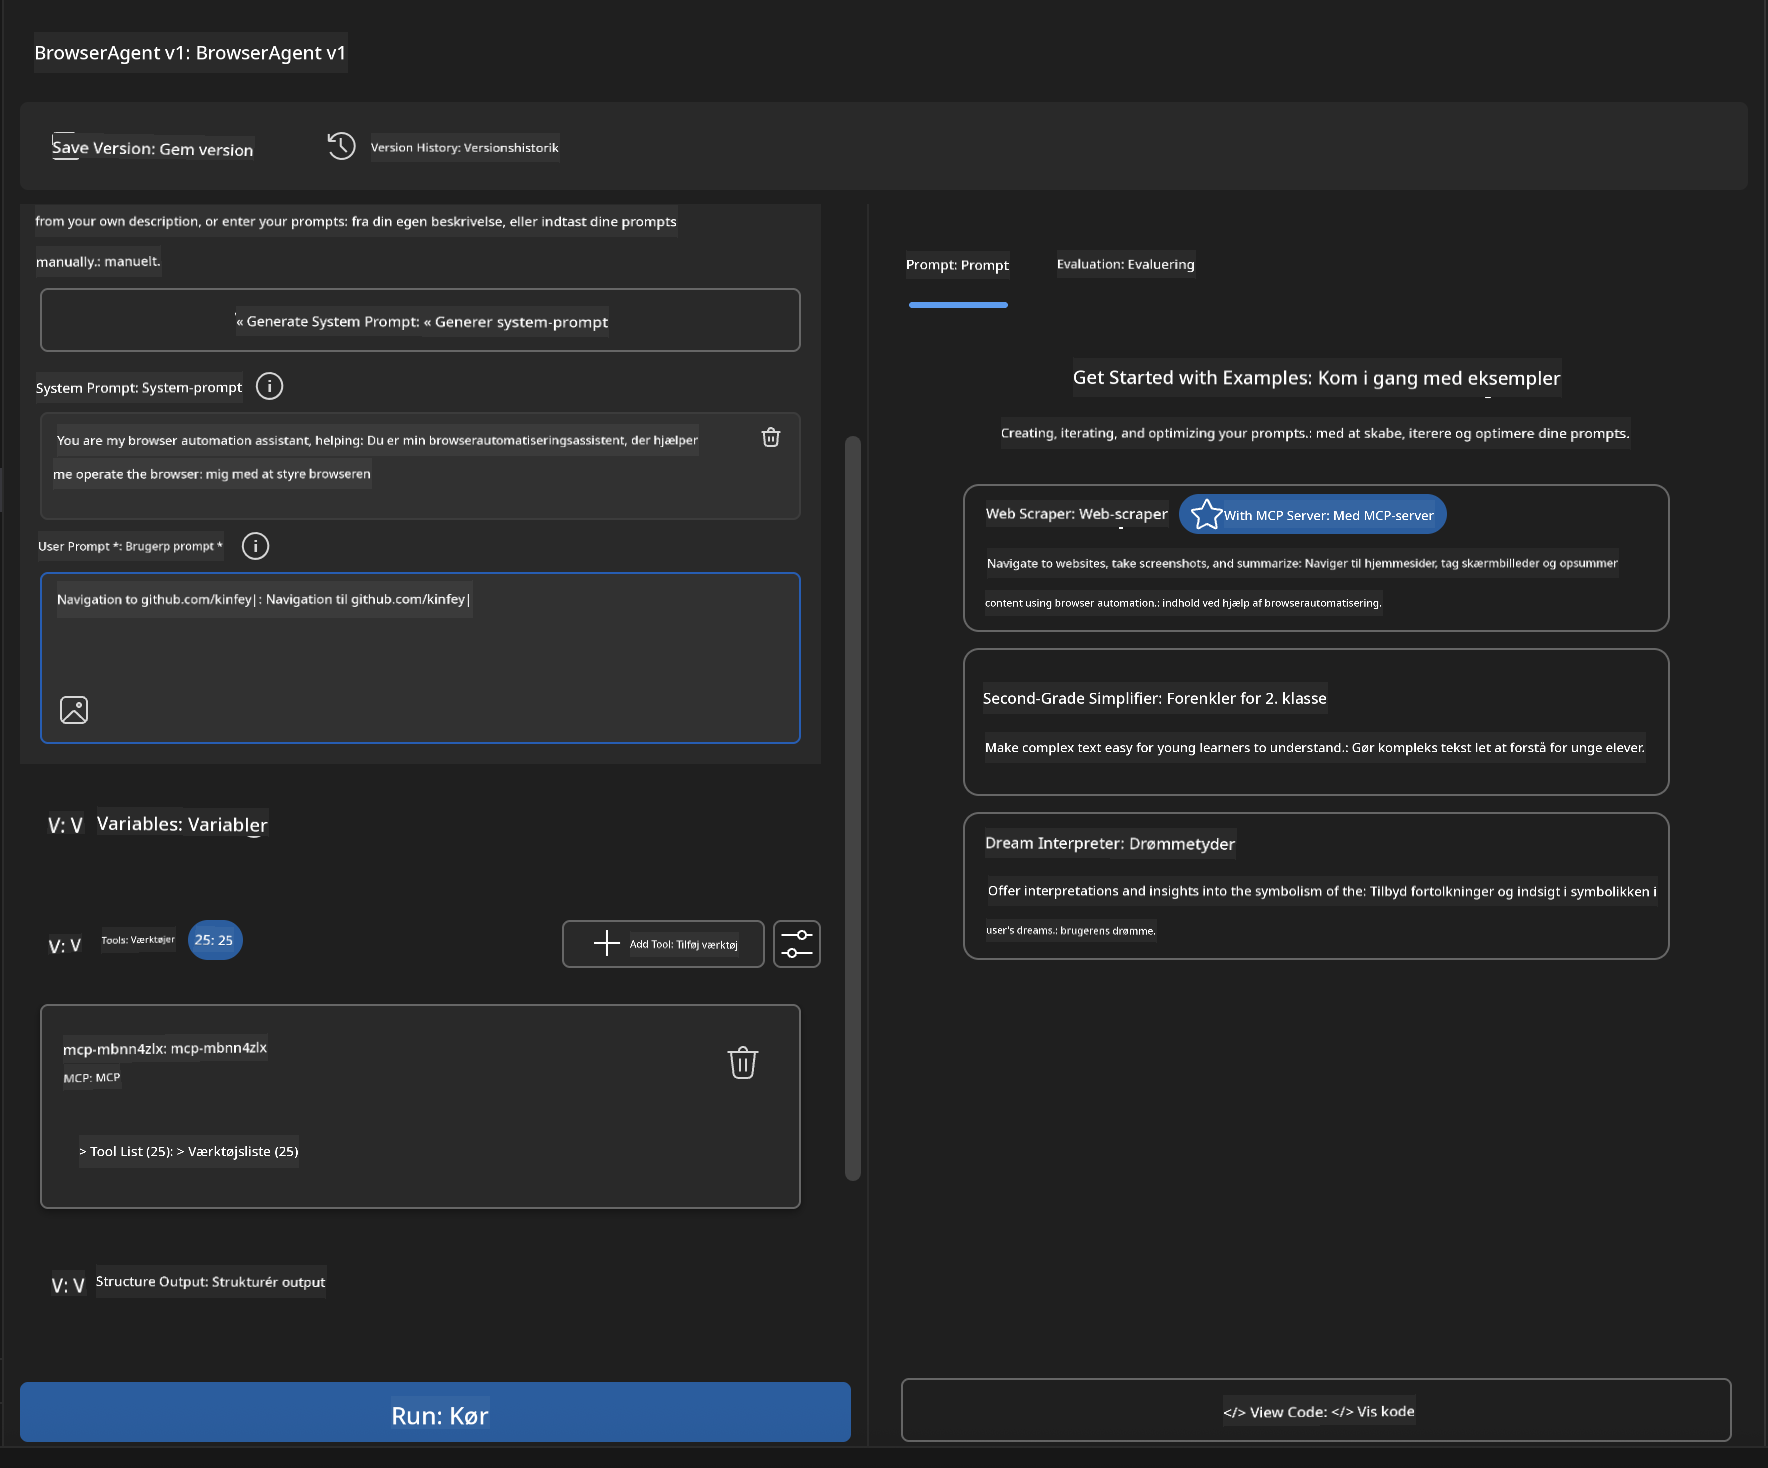 BrowserAgent v1: BrowserAgent v1
Save Version: Gem version
Version History: Versionshistorik
from your own description, or enter your prompts: fra din egen beskrivelse, eller indtast dine prompts
manually.: manuelt.
« Generate System Prompt: « Generer system-prompt
System Prompt: System-prompt
You are my browser automation assistant, helping: Du er min browserautomatiseringsassistent, der hjælper
me operate the browser: mig med at styre browseren
User Prompt *: Brugerp prompt *
Navigation to github.com/kinfey|: Navigation til github.com/kinfey|
V: V Variables: Variabler
V: V Tools: Værktøjer 25: 25
Add Tool: Tilføj værktøj
mcp-mbnn4zlx: mcp-mbnn4zlx
MCP: MCP
> Tool List (25): > Værktøjsliste (25)
V: V Structure Output: Strukturér output
Run: Kør
Prompt: Prompt
Evaluation: Evaluering
Get Started with Examples: Kom i gang med eksempler
Creating, iterating, and optimizing your prompts.: med at skabe, iterere og optimere dine prompts.
Web Scraper: Web-scraper
With MCP Server: Med MCP-server
Navigate to websites, take screenshots, and summarize: Naviger til hjemmesider, tag skærmbilleder og opsummer
content using browser automation.: indhold ved hjælp af browserautomatisering.
Second-Grade Simplifier: Forenkler for 2. klasse
Make complex text easy for young learners to understand.: Gør kompleks tekst let at forstå for unge elever.
Dream Interpreter: Drømmetyder
Offer interpretations and insights into the symbolism of the: Tilbyd fortolkninger og indsigt i symbolikken i
user's dreams.: brugerens drømme.
</> View Code: </> Vis kode